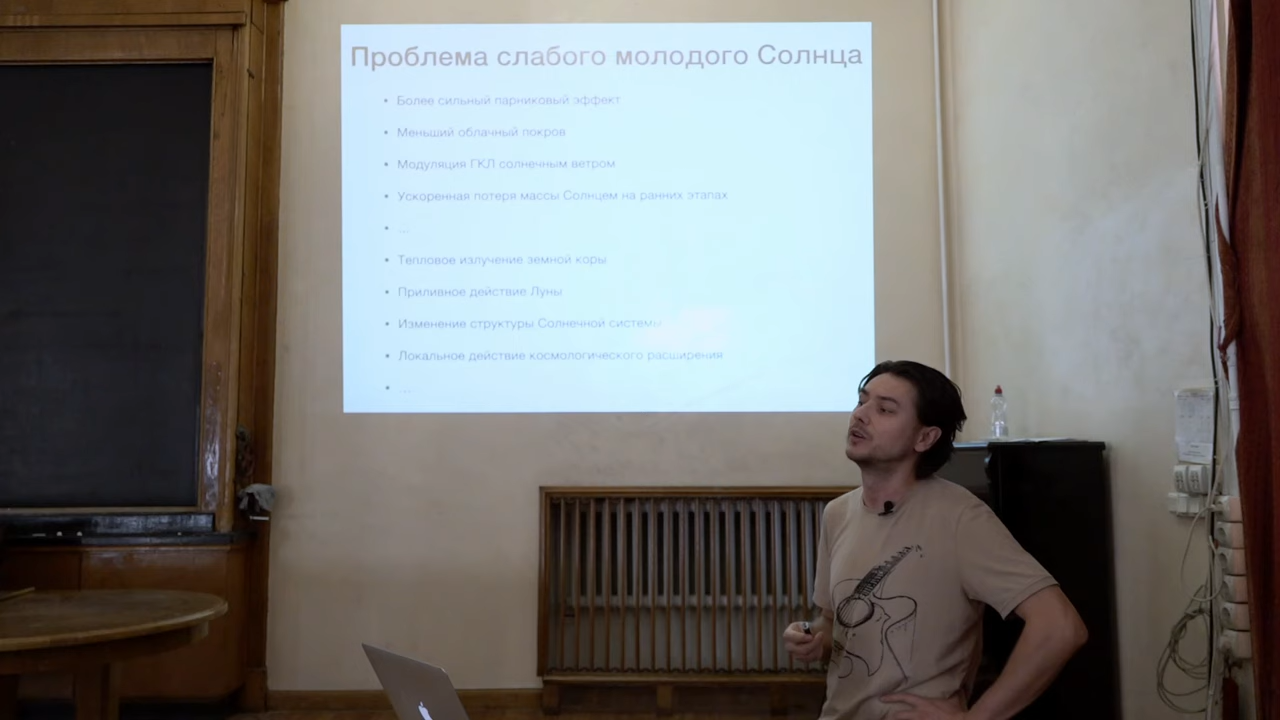 Проблема слабого молодого Солнца
• Более сильный парниковый эффект
• Меньший облачный покров
• Модуляция ГКЛ солнечным ветром
• Ускоренная потеря массы Солнцем на ранних этапах
• ...
• Тепловое излучение земной коры
• Приливное действие Луны
• Изменение структуры Солнечной системы
• Локальное действие космологического расширения
• ...